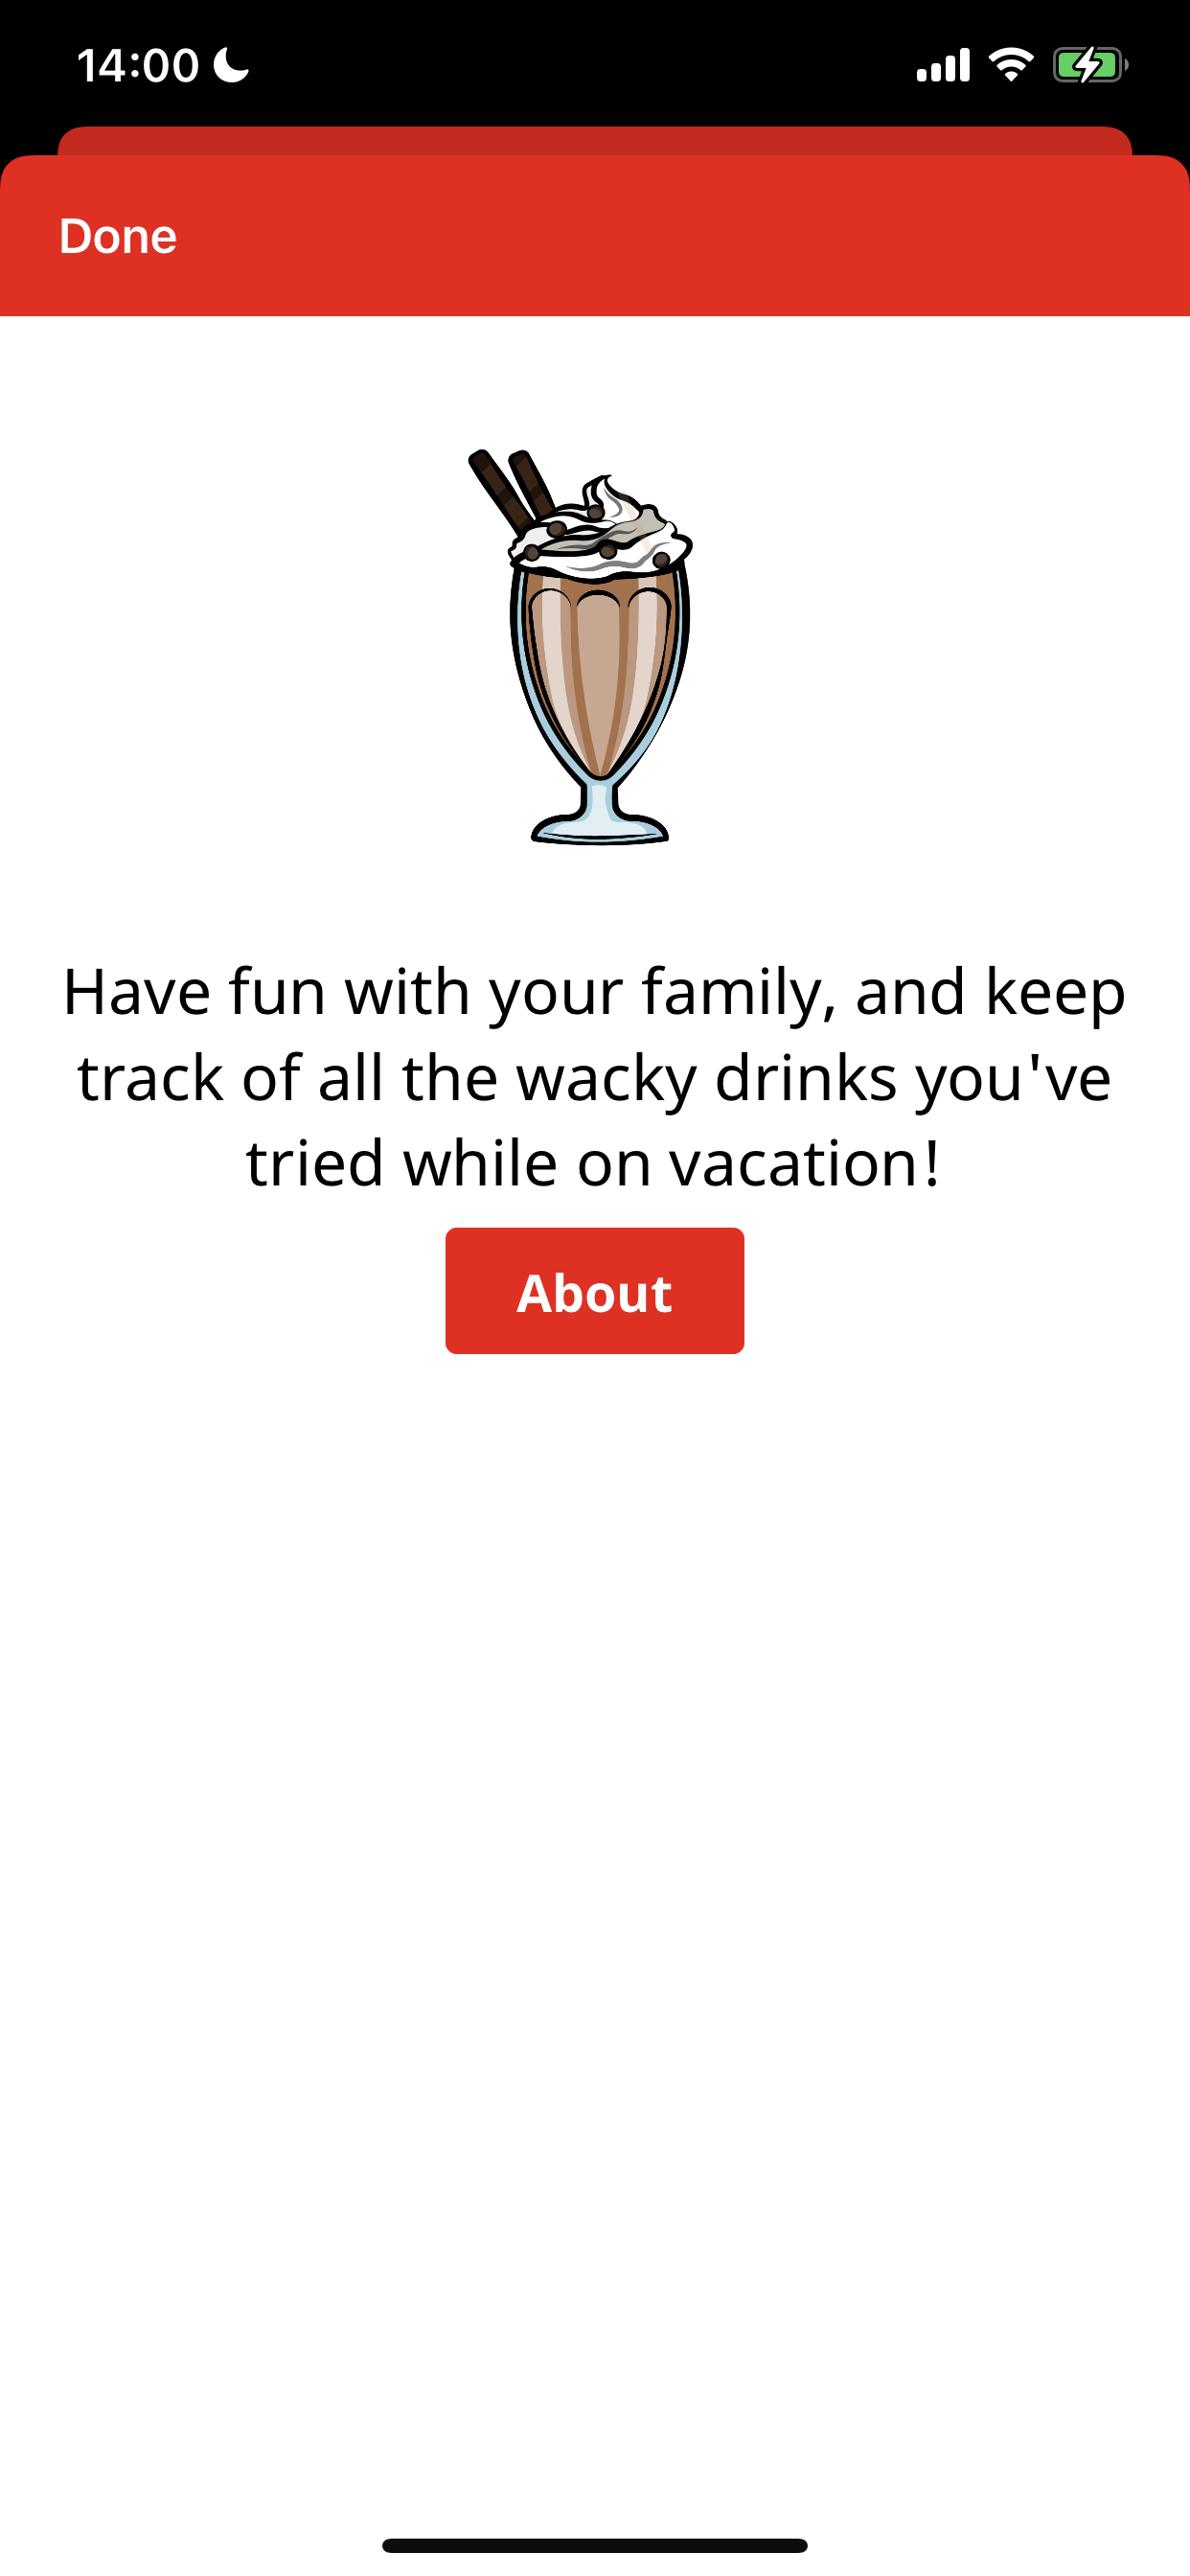 14:00
Done
Have fun with your family, and keep
track of all the wacky drinks you've
tried while on vacation!
About